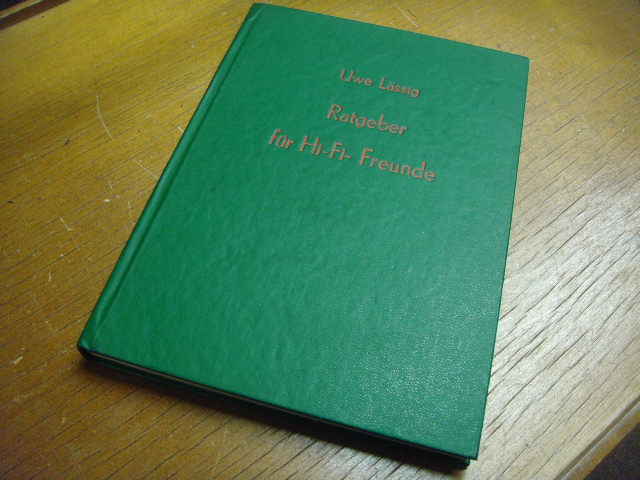 Uwe Lässig
Ratgeber
für Hi-Fi- Freunde